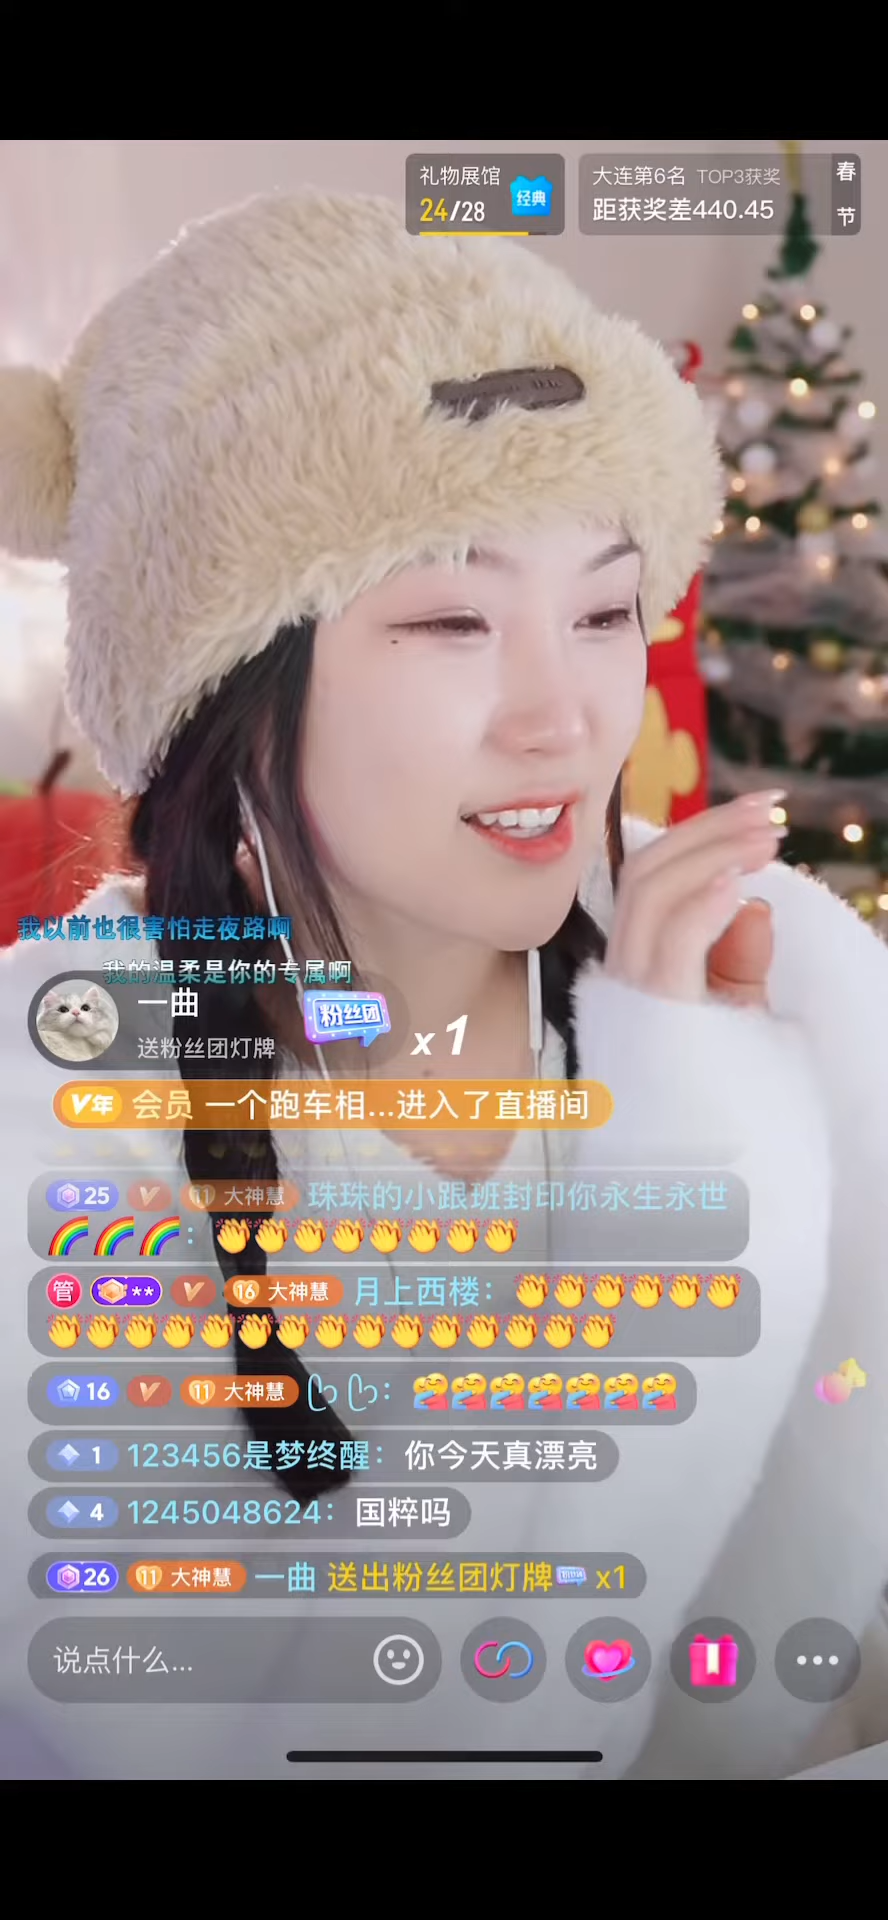 礼物展馆
24/28
经典
大连第6名 TOP3获奖
距获奖差440.45
春
节
我以前也很害怕走夜路啊
我的温柔是你的专属啊
一曲
送粉丝团灯牌
粉丝团
x1
V年 会员 一个跑车相...进入了直播间
25 V 11 大神慧 珠珠的小跟班封印你永生永世
🌈🌈🌈：👏👏👏👏👏👏👏👏
管 ** V 16 大神慧 月上西楼：👏👏👏👏👏👏
👏👏👏👏👏👏👏👏👏👏👏👏👏👏👏
16 V 11 大神慧 ：🤗🤗🤗🤗🤗🤗🤗
1 123456是梦终醒：你今天真漂亮
4 1245048624：国粹吗
26 11 大神慧 一曲 送出粉丝团灯牌 x1
说点什么...